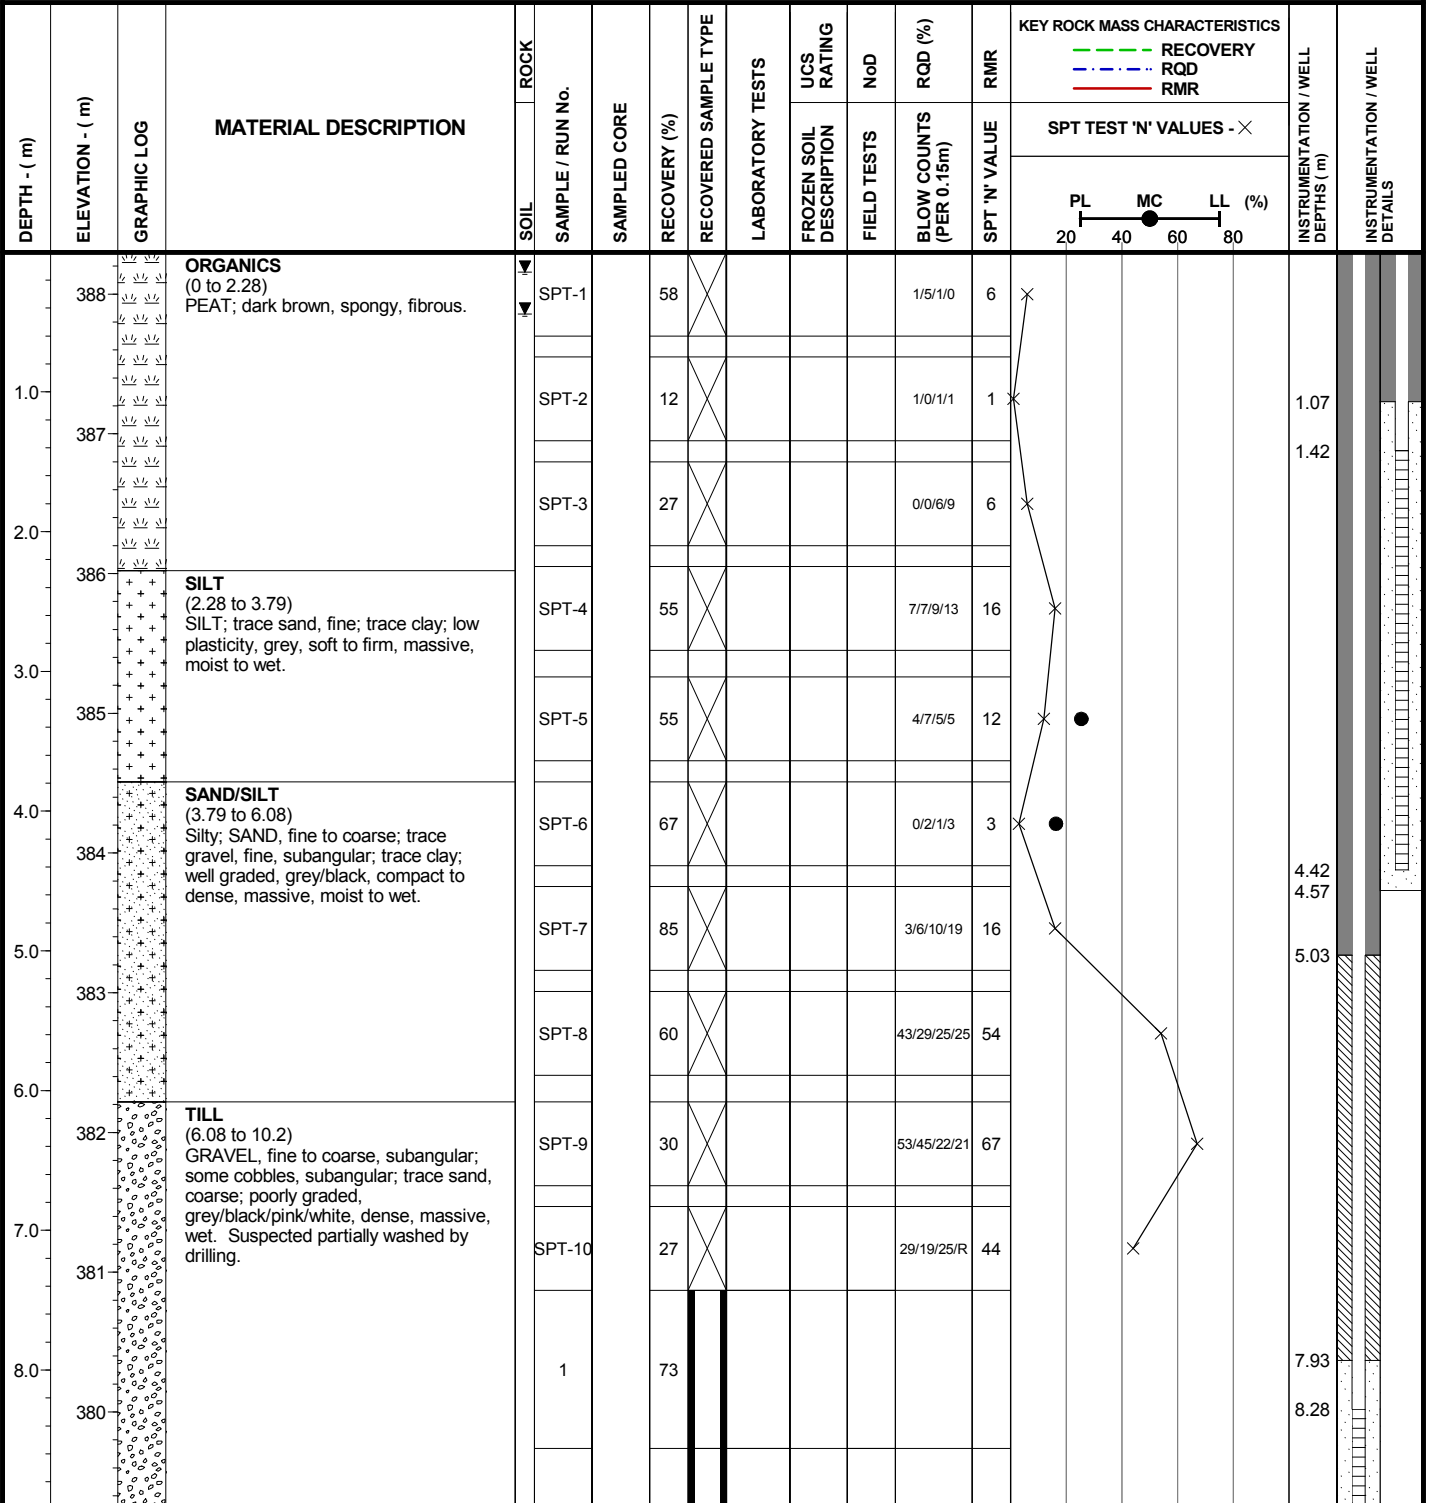 DEPTH - ( m)
ELEVATION - ( m)
GRAPHIC LOG
MATERIAL DESCRIPTION
SOIL
ROCK
SAMPLE / RUN No.
SAMPLED CORE
RECOVERY (%)
RECOVERED SAMPLE TYPE
LABORATORY TESTS
UCS RATING
FROZEN SOIL DESCRIPTION
NoD
FIELD TESTS
RQD (%)
BLOW COUNTS (PER 0.15m)
RMR
SPT 'N' VALUE
KEY ROCK MASS CHARACTERISTICS
RECOVERY
RQD
RMR
SPT TEST 'N' VALUES - ×
PL MC LL (%)
20 40 60 80
INSTRUMENTATION / WELL DEPTHS ( m)
INSTRUMENTATION / WELL DETAILS
ORGANICS
(0 to 2.28)
PEAT; dark brown, spongy, fibrous.
388
SPT-1 58 1/5/1/0 6
1.0
SPT-2 12 1/0/1/1 1
1.07
387
1.42
SPT-3 27 0/0/6/9 6
2.0
386
SILT
(2.28 to 3.79)
SILT; trace sand, fine; trace clay; low
plasticity, grey, soft to firm, massive,
moist to wet.
SPT-4 55 7/7/9/13 16
3.0
385
SPT-5 55 4/7/5/5 12
SAND/SILT
(3.79 to 6.08)
Silty; SAND, fine to coarse; trace
gravel, fine, subangular; trace clay;
well graded, grey/black, compact to
dense, massive, moist to wet.
4.0
SPT-6 67 0/2/1/3 3
384
4.42
4.57
SPT-7 85 3/6/10/19 16
5.0
5.03
383
SPT-8 60 43/29/25/25 54
6.0
TILL
(6.08 to 10.2)
GRAVEL, fine to coarse, subangular;
some cobbles, subangular; trace sand,
coarse; poorly graded,
grey/black/pink/white, dense, massive,
wet. Suspected partially washed by
drilling.
382
SPT-9 30 53/45/22/21 67
7.0
SPT-10 27 29/19/25/R 44
381
7.93
8.0
1 73
380
8.28